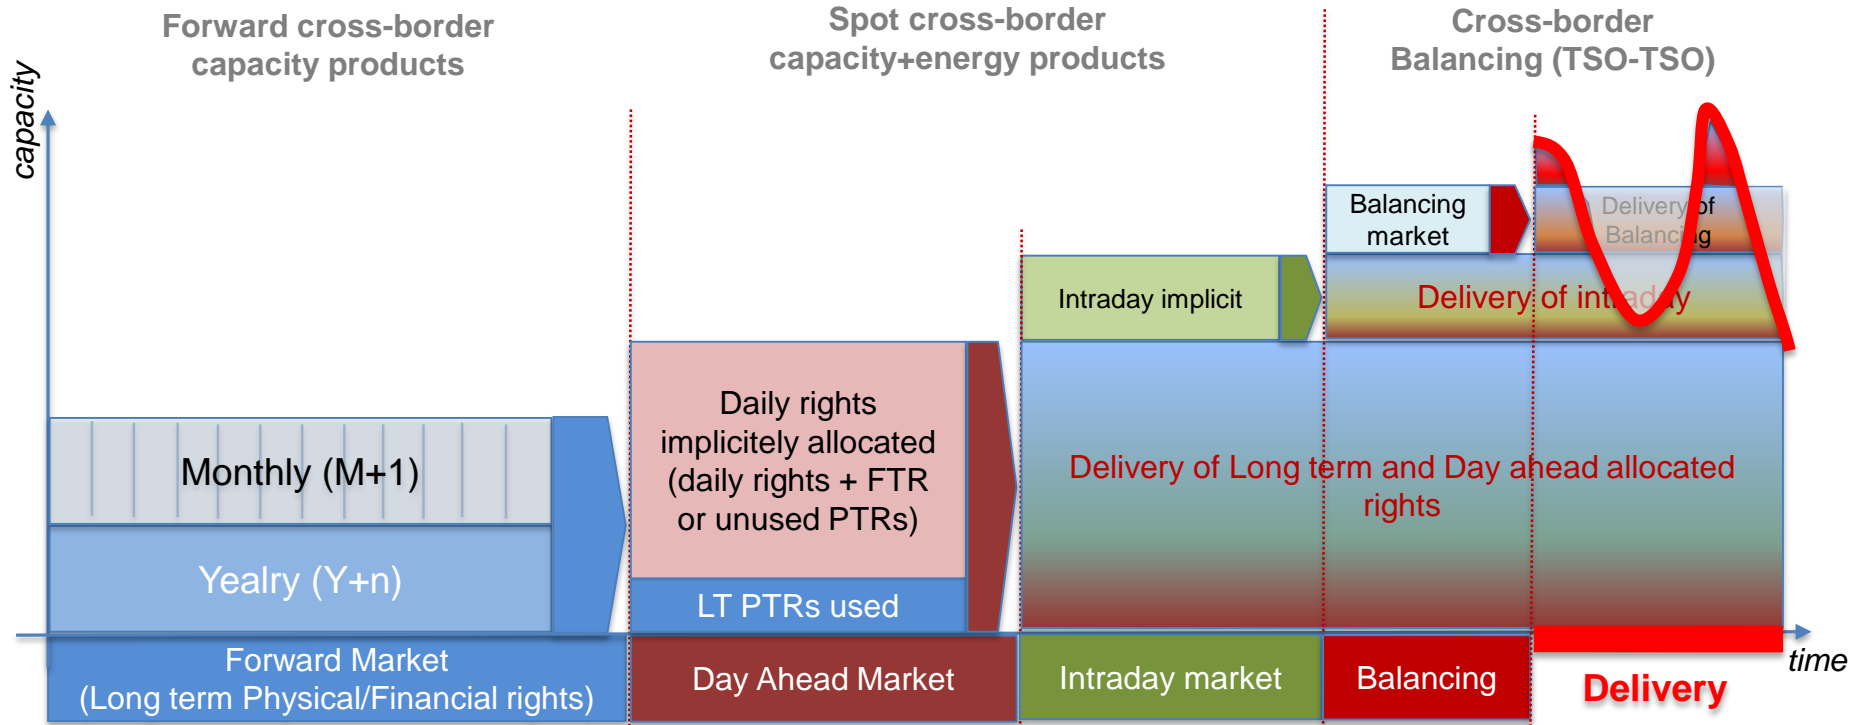 Forward cross-border
capacity products
Spot cross-border
capacity+energy products
Cross-border
Balancing (TSO-TSO)
capacity
Balancing
market
Delivery of
Balancing
Intraday implicit
Delivery of intraday
Daily rights
implicitely allocated
(daily rights + FTR
or unused PTRs)
Monthly (M+1)
Delivery of Long term and Day ahead allocated
rights
Yealry (Y+n)
LT PTRs used
time
Forward Market
(Long term Physical/Financial rights)
Day Ahead Market
Intraday market
Balancing
Delivery